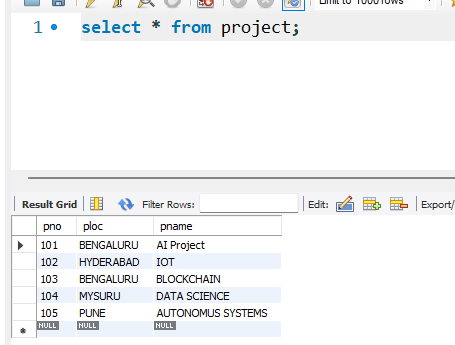 Limit to 1000 rows
1 select * from project;
Result Grid Filter Rows: Edit: Export/
pno ploc pname
101 BENGALURU AI Project
102 HYDERABAD IOT
103 BENGALURU BLOCKCHAIN
104 MYSURU DATA SCIENCE
105 PUNE AUTONOMUS SYSTEMS
NULL NULL NULL